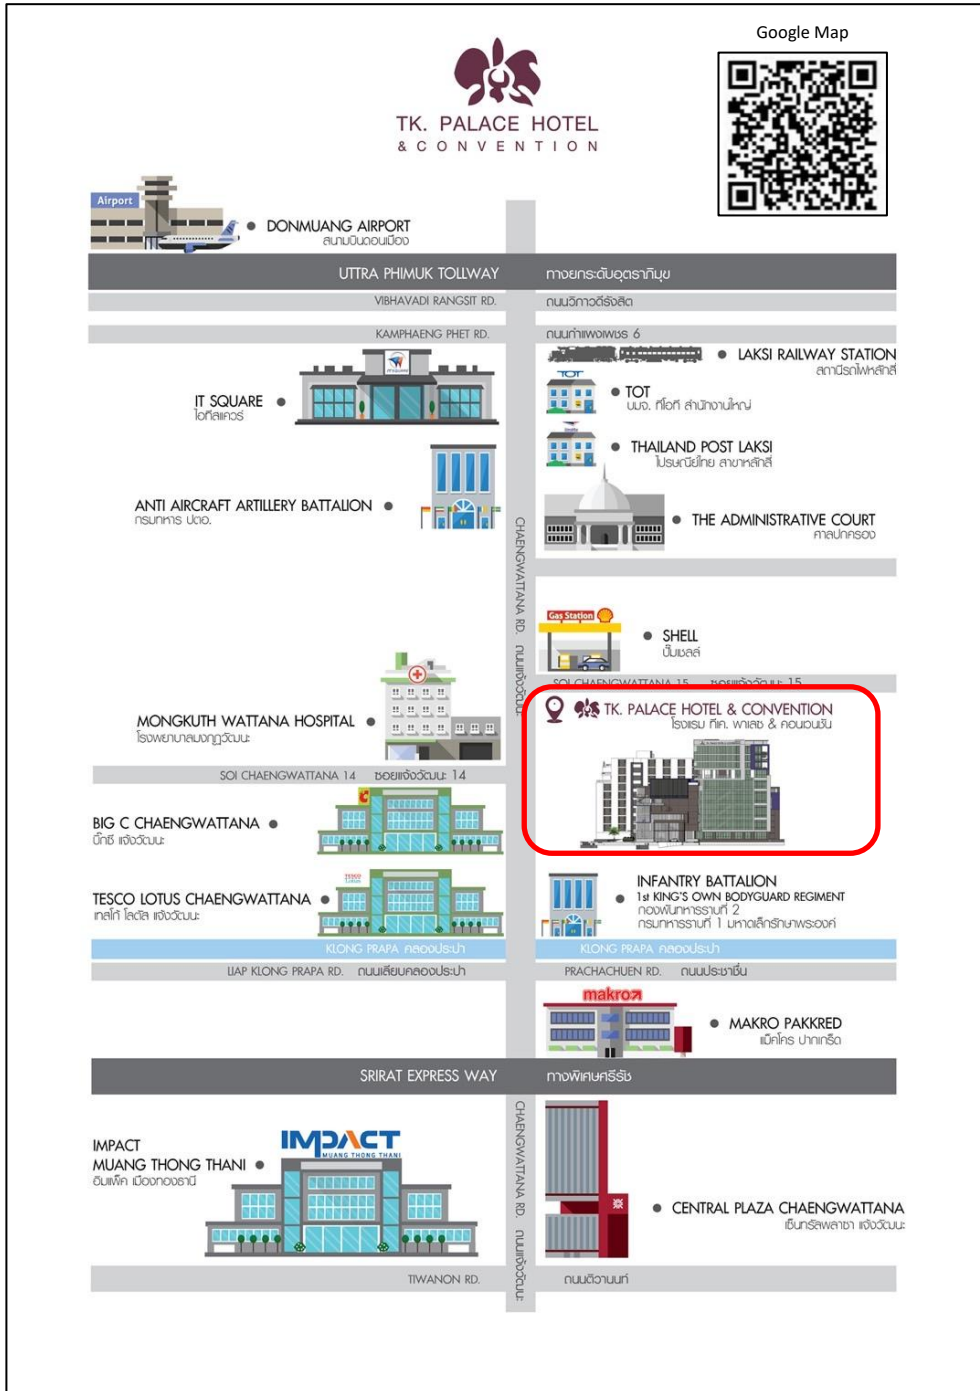 Google Map
TK. PALACE HOTEL
& CONVENTION
Airport
DONMUANG AIRPORT
สนามบินดอนเมือง
UTTRA PHIMUK TOLLWAY ทางยกระดับอุตราภิมุข
VIBHAVADI RANGSIT RD. ถนนวิภาวดีรังสิต
KAMPHAENG PHET RD. ถนนกำแพงเพชร 6
LAKSI RAILWAY STATION
สถานีรถไฟหลักสี่
IT SQUARE
IT SQUARE
ไอทีสแควร์
TOT
TOT
บมจ. ทีโอที สำนักงานใหญ่
THAILAND POST LAKSI
ไปรษณีย์ไทย สาขาหลักสี่
ANTI AIRCRAFT ARTILLERY BATTALION
กรมทหาร ปตอ.
THE ADMINISTRATIVE COURT
ศาลปกครอง
CHAENGWATTANA RD. ถนนแจ้งวัฒนะ
Gas Station
SHELL
ปั๊มเชลล์
SOI CHAENGWATTANA 15 ซอยแจ้งวัฒนะ 15
MONGKUTH WATTANA HOSPITAL
โรงพยาบาลมงกุฎวัฒนะ
TK. PALACE HOTEL & CONVENTION
โรงแรม ทีเค. พาเลซ & คอนเวนชัน
SOI CHAENGWATTANA 14 ซอยแจ้งวัฒนะ 14
BIG C CHAENGWATTANA
บิ๊กซี แจ้งวัฒนะ
TESCO Lotus
TESCO LOTUS CHAENGWATTANA
เทสโก้ โลตัส แจ้งวัฒนะ
INFANTRY BATTALION
1st KING'S OWN BODYGUARD REGIMENT
กองพันทหารราบที่ 2
กรมทหารราบที่ 1 มหาดเล็กรักษาพระองค์
KLONG PRAPA คลองประปา
KLONG PRAPA คลองประปา
LIAP KLONG PRAPA RD. ถนนเลียบคลองประปา
PRACHACHUEN RD. ถนนประชาชื่น
makro
MAKRO PAKKRED
แม็คโคร ปากเกร็ด
SRIRAT EXPRESS WAY ทางพิเศษศรีรัช
CHAENGWATTANA RD. ถนนแจ้งวัฒนะ
IMPACT
MUANG THONG THANI
IMPACT
MUANG THONG THANI
อิมแพ็ค เมืองทองธานี
CENTRAL PLAZA CHAENGWATTANA
เซ็นทรัลพลาซา แจ้งวัฒนะ
TIWANON RD. ถนนติวานนท์